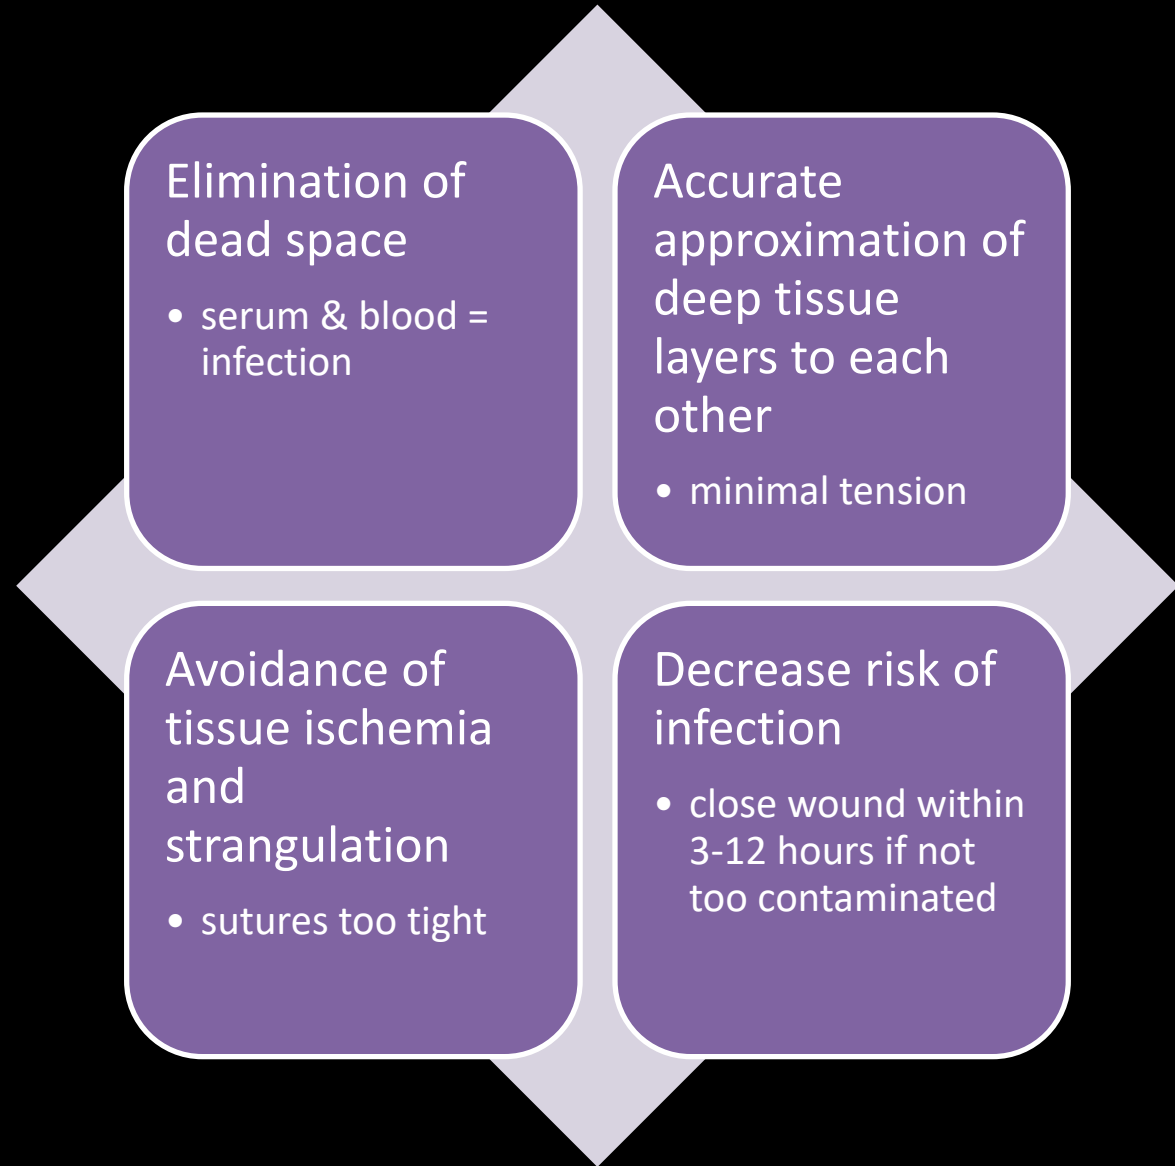 Elimination of
dead space
• serum & blood =
infection
Accurate
approximation of
deep tissue
layers to each
other
• minimal tension
Avoidance of
tissue ischemia
and
strangulation
• sutures too tight
Decrease risk of
infection
• close wound within
3-12 hours if not
too contaminated